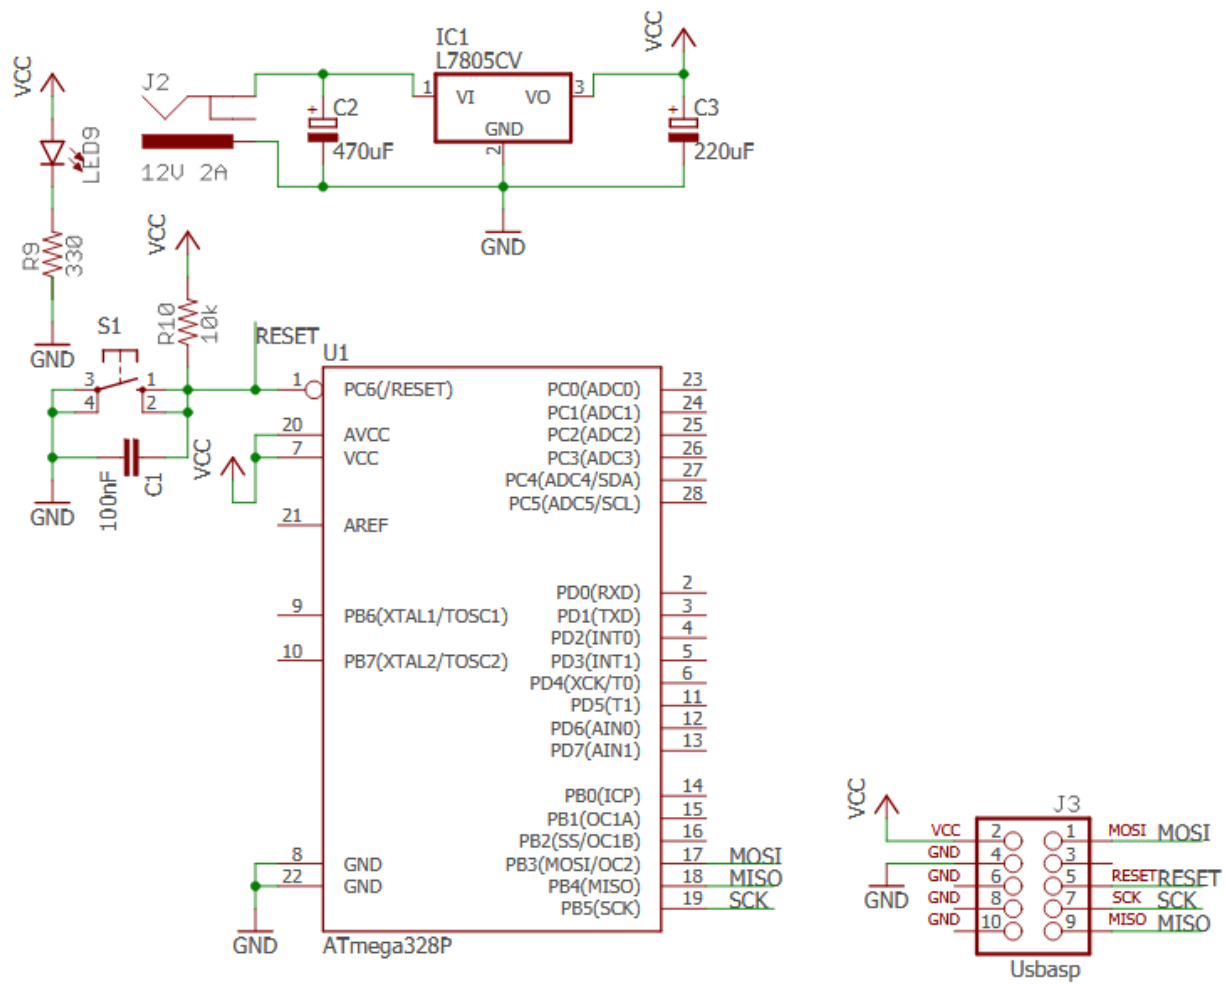 VCC
LED9
R9
330
GND
J2
12V 2A
C2
+
470uF
IC1
L7805CV
1
VI
VO
3
GND
2
GND
VCC
+
C3
220uF
VCC
R10
10k
RESET
S1
3
1
4
2
100nF
C1
GND
VCC
U1
1
PC6(/RESET)
20
AVCC
7
VCC
21
AREF
9
PB6(XTAL1/TOSC1)
10
PB7(XTAL2/TOSC2)
8
GND
22
GND
GND
PC0(ADC0)
23
PC1(ADC1)
24
PC2(ADC2)
25
PC3(ADC3)
26
PC4(ADC4/SDA)
27
PC5(ADC5/SCL)
28
PD0(RXD)
2
PD1(TXD)
3
PD2(INT0)
4
PD3(INT1)
5
PD4(XCK/T0)
6
PD5(T1)
11
PD6(AIN0)
12
PD7(AIN1)
13
PB0(ICP)
14
PB1(OC1A)
15
PB2(SS/OC1B)
16
PB3(MOSI/OC2)
17
MOSI
PB4(MISO)
18
MISO
PB5(SCK)
19
SCK
ATmega328P
VCC
GND
J3
VCC
2
1
MOSI
MOSI
GND
4
3
GND
6
5
RESET
RESET
GND
8
7
SCK
SCK
GND
10
9
MISO
MISO
Usbasp